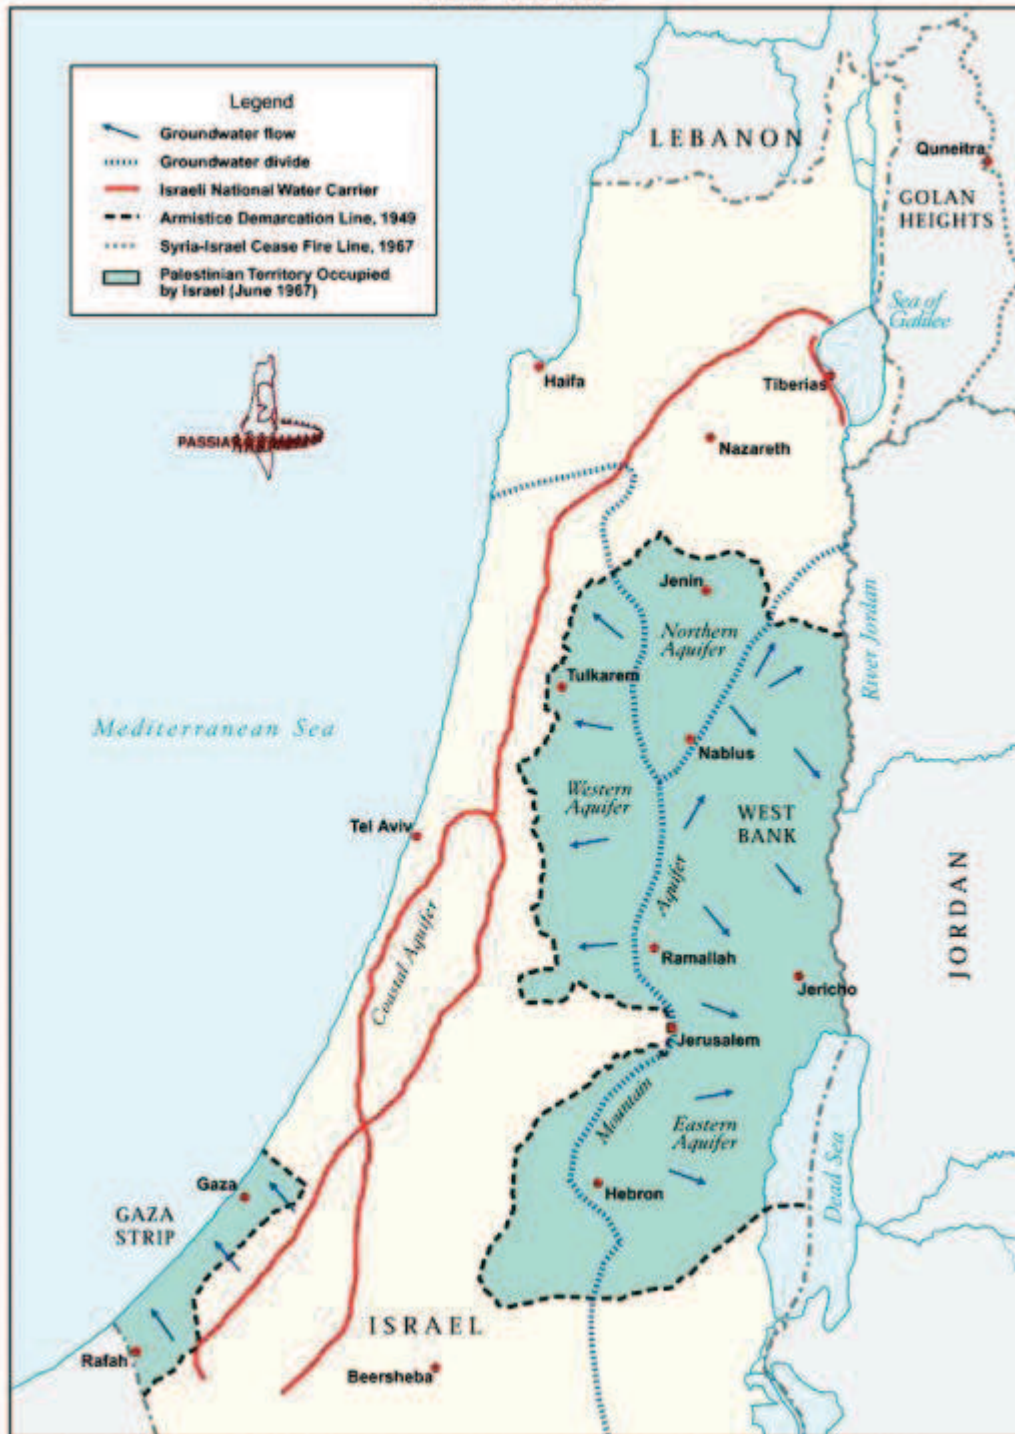 Legend
Groundwater flow
Groundwater divide
Israeli National Water Carrier
Armistice Demarcation Line, 1949
Syria-Israel Cease Fire Line, 1967
Palestinian Territory Occupied
by Israel (June 1967)
PASSIA
LEBANON
Quneitra
GOLAN
HEIGHTS
Sea of
Galilee
Haifa
Tiberias
Nazareth
Jenin
Northern
Aquifer
River Jordan
Tulkarem
Mediterranean Sea
Nablus
Western
Aquifer
WEST
BANK
Tel Aviv
Aquifer
JORDAN
Coastal Aquifer
Ramallah
Jericho
Jerusalem
Mountain
Eastern
Aquifer
Dead Sea
Gaza
Hebron
GAZA
STRIP
ISRAEL
Rafah
Beersheba